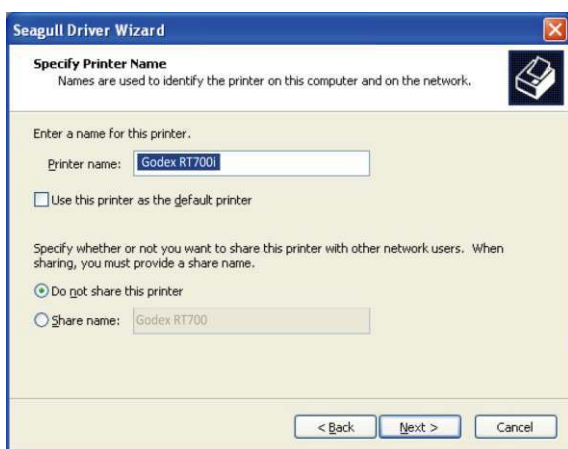 Seagull Driver Wizard
Specify Printer Name
Names are used to identify the printer on this computer and on the network.
Enter a name for this printer.
Printer name: Godex RT700i
Use this printer as the default printer
Specify whether or not you want to share this printer with other network users. When
sharing, you must provide a share name.
Do not share this printer
Share name: Godex RT700
< Back Next > Cancel